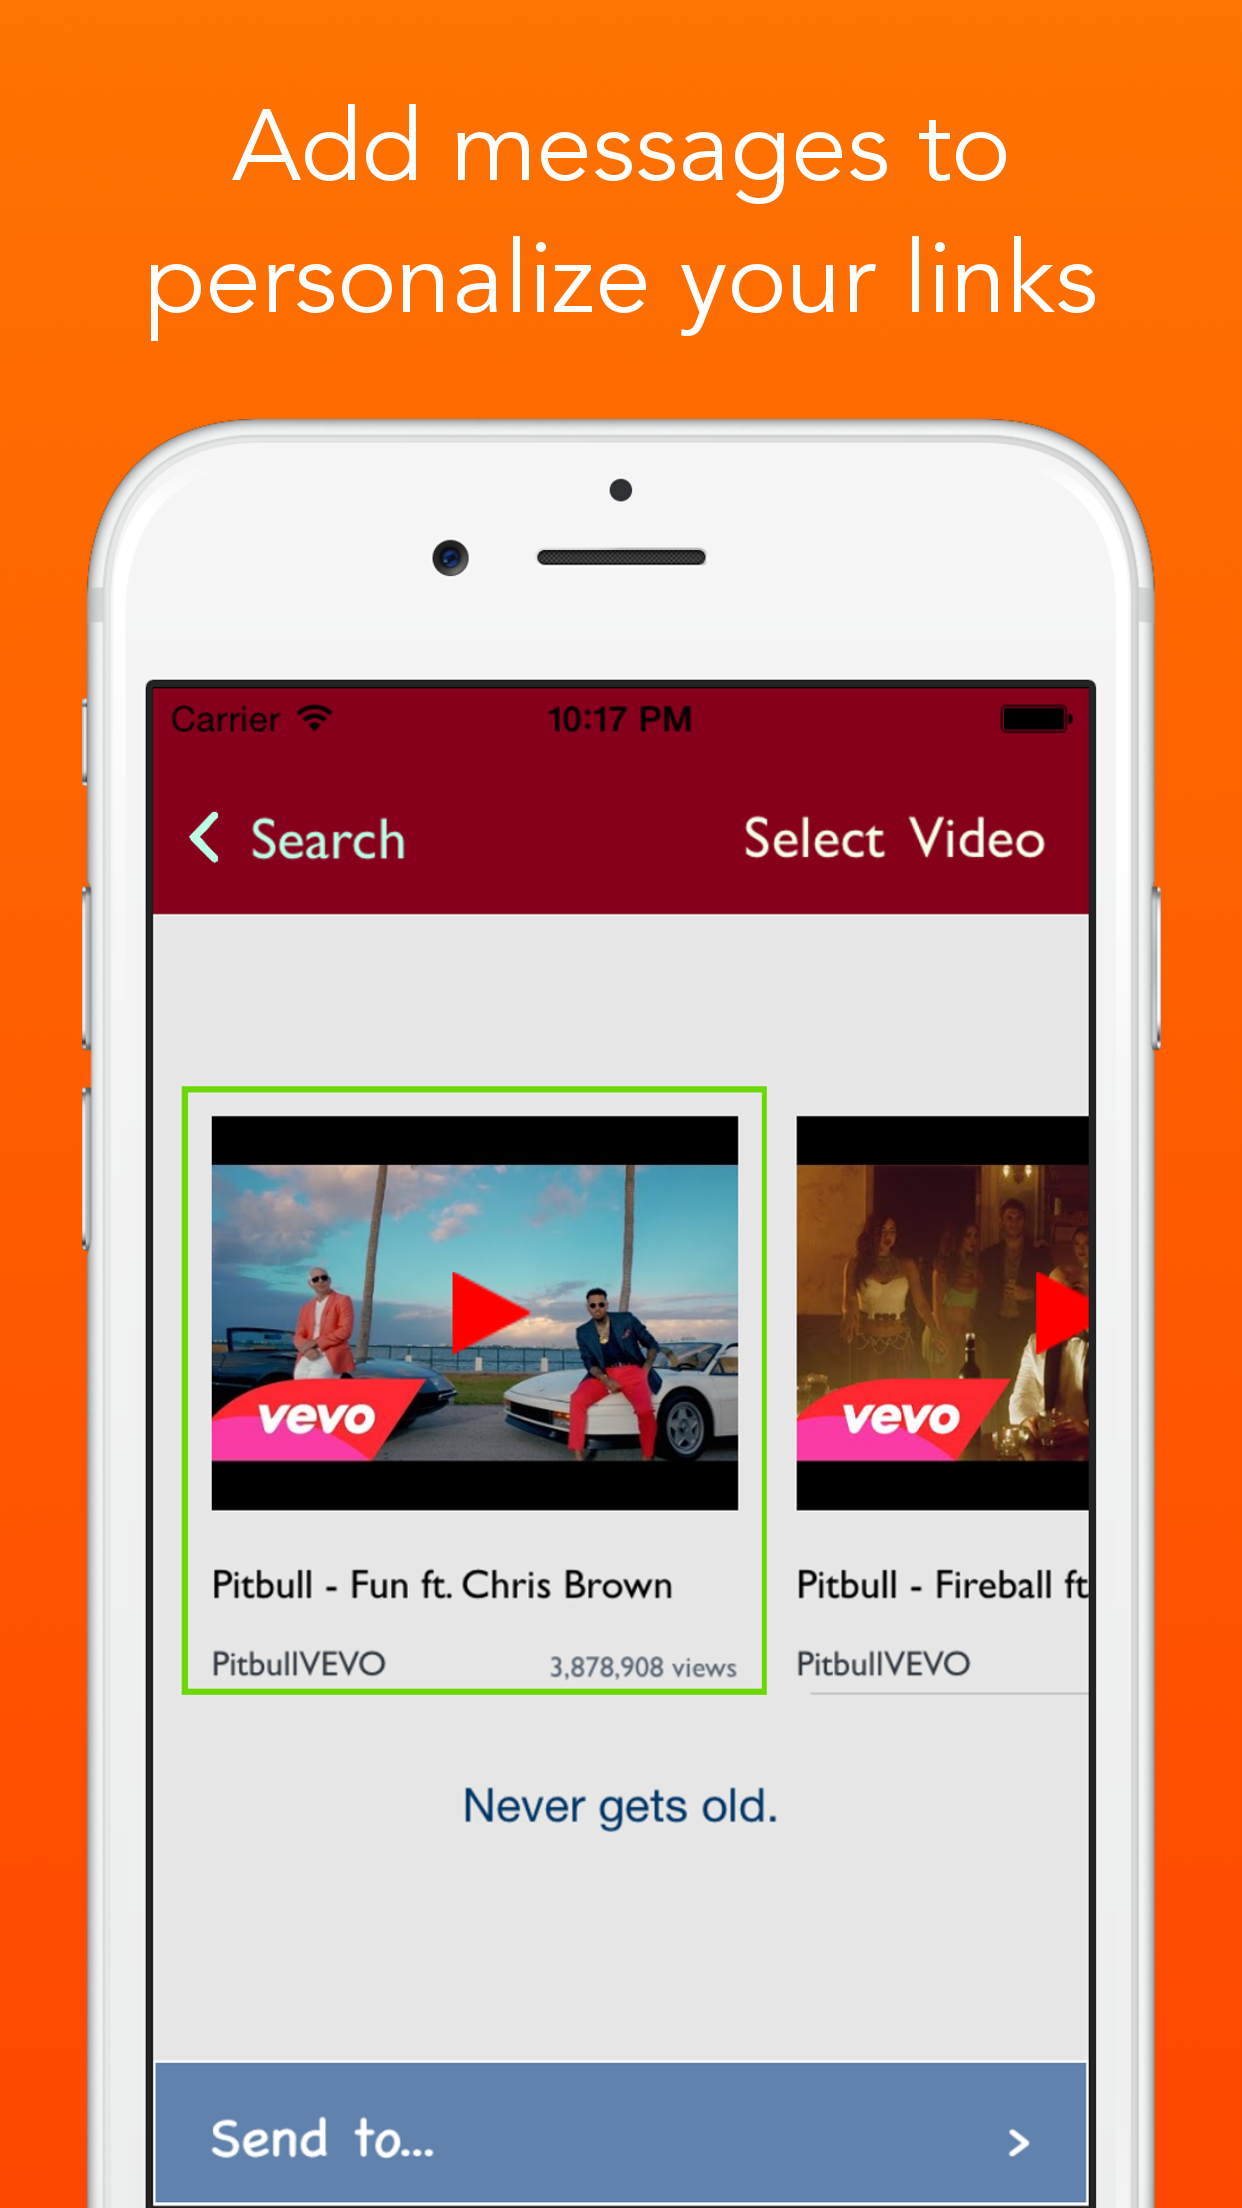 Add messages to
personalize your links
Carrier 10:17 PM
Search Select Video
vevo vevo
Pitbull - Fun ft. Chris Brown Pitbull - Fireball ft
PitbullVEVO 3,878,908 views PitbullVEVO
Never gets old.
Send to... >